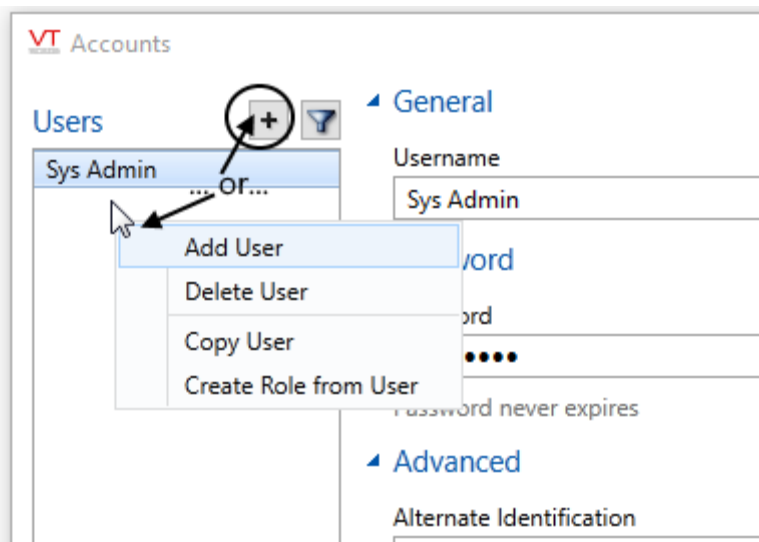 VT Accounts
Users
+
Sys Admin
... or...
Add User
Delete User
Copy User
Create Role from User
General
Username
Sys Admin
word
ord
•••••
Password never expires
Advanced
Alternate Identification